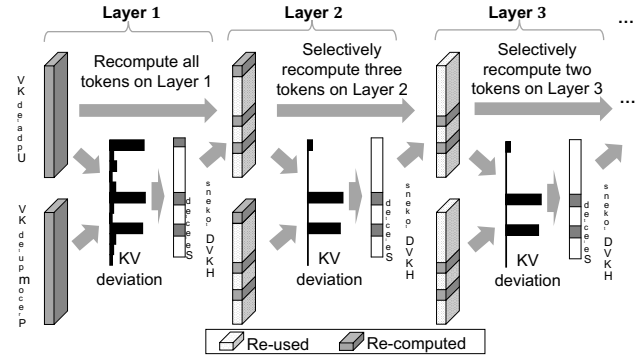 Layer 1
Layer 2
Layer 3
...
Recompute all
tokens on Layer 1
Selectively
recompute three
tokens on Layer 2
Selectively
recompute two
tokens on Layer 3
...
Updated KV
Precomputed KV
KV
deviation
Selected
HKVD tokens
KV
deviation
Selected
HKVD tokens
KV
deviation
Selected
HKVD tokens
Re-used
Re-computed